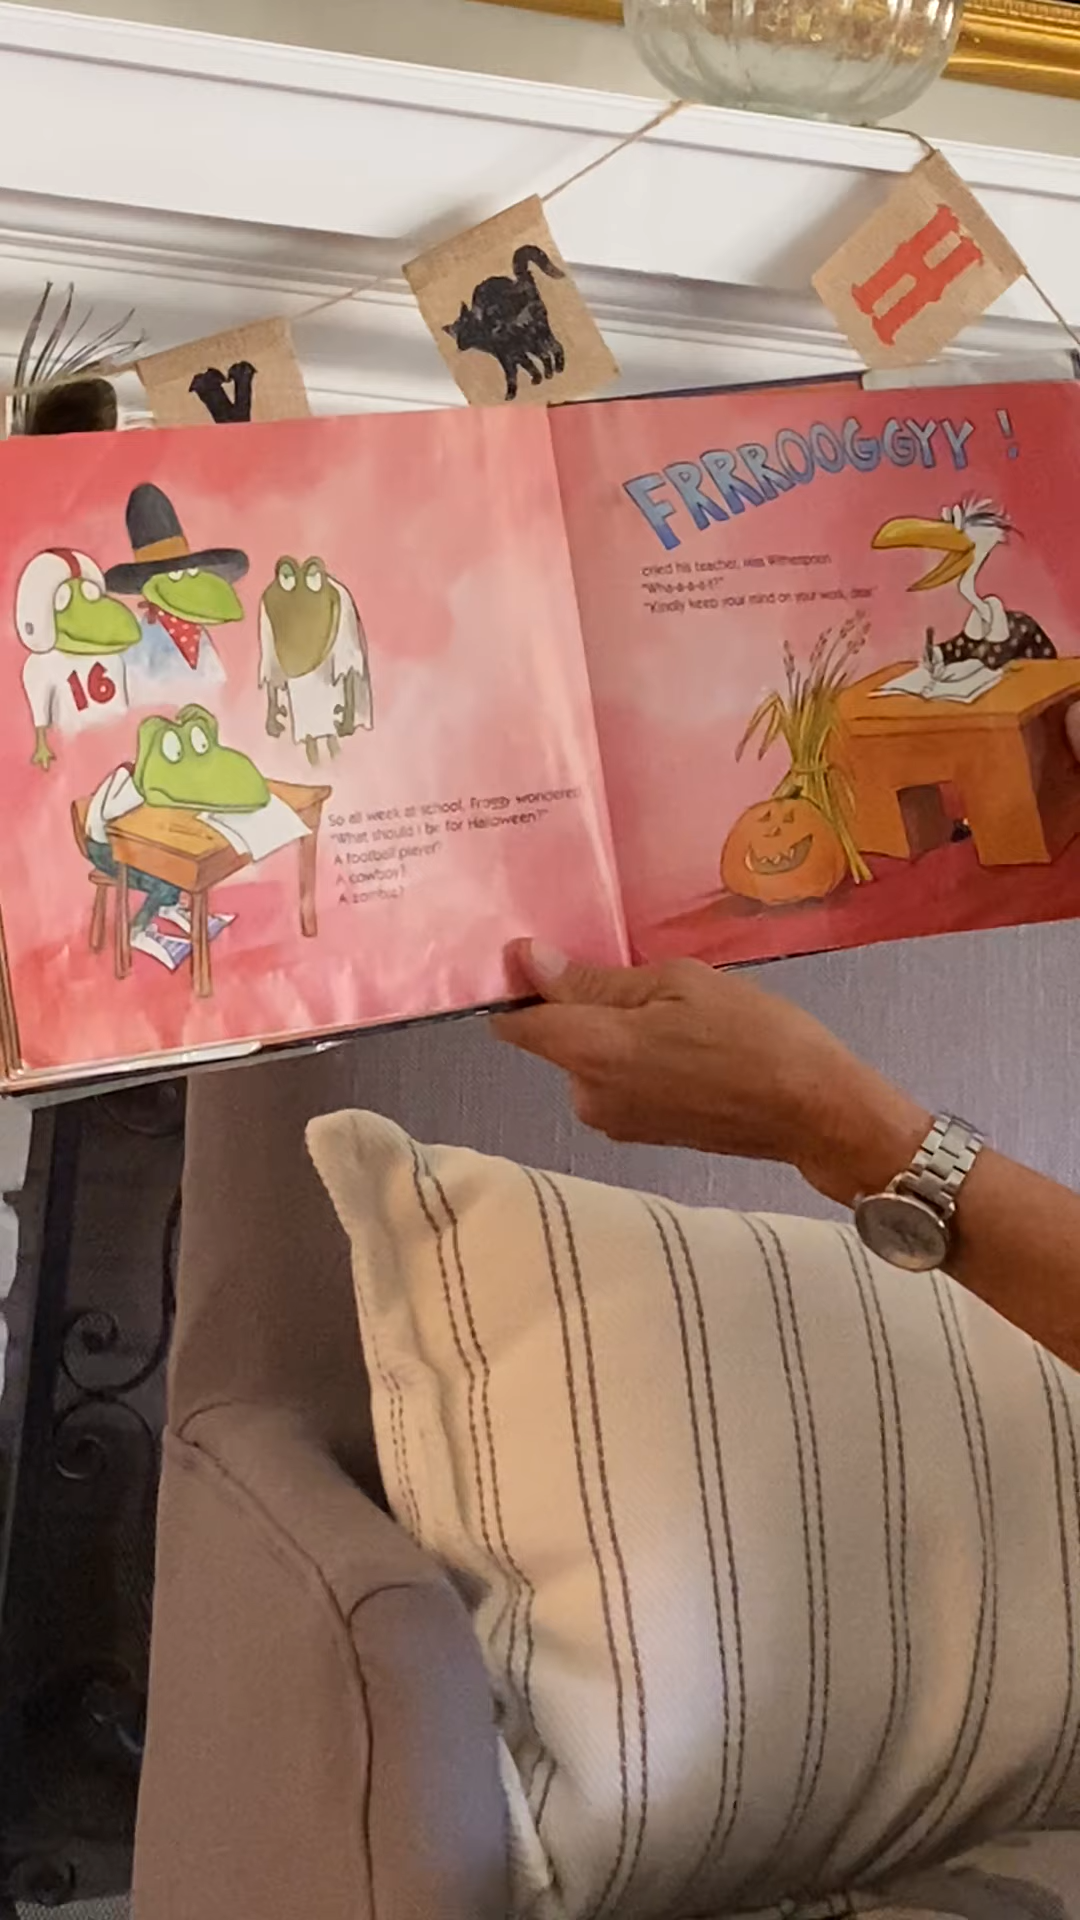 Y
H
16
So all week at school, Froggy wondered,
"What should I be for Halloween?"
A football player?
A cowboy?
A zombie?
FRRROOGGYY!
cried his teacher, Miss Witherspoon.
"Wha-a-a-a-t?"
"Kindly keep your mind on your work, dear."